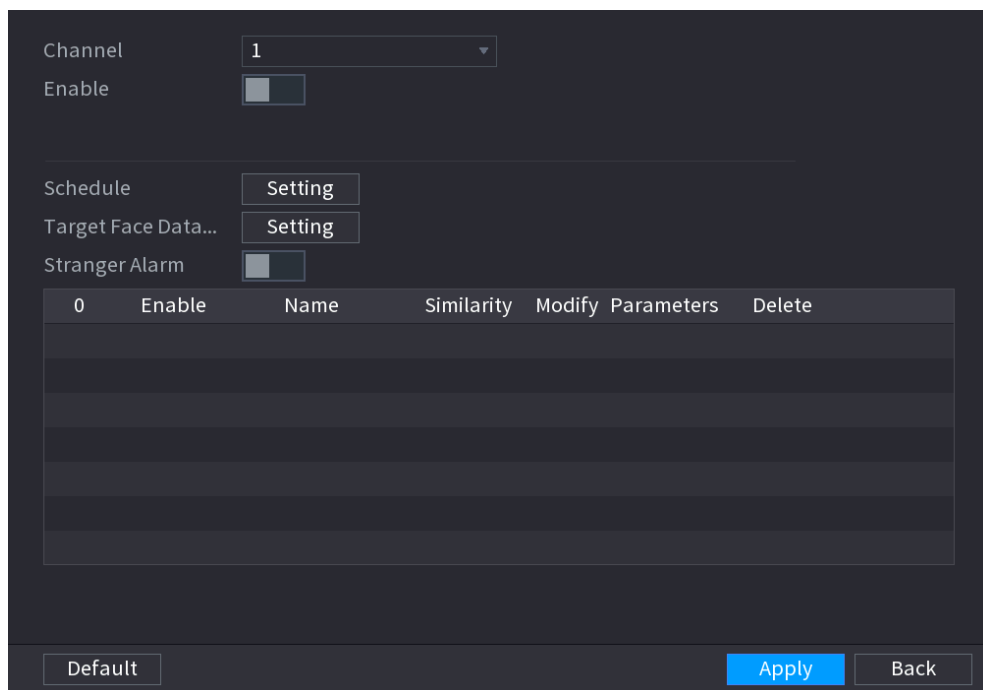 Channel 1
Enable
Schedule Setting
Target Face Data... Setting
Stranger Alarm
0 Enable Name Similarity Modify Parameters Delete
Default Apply Back